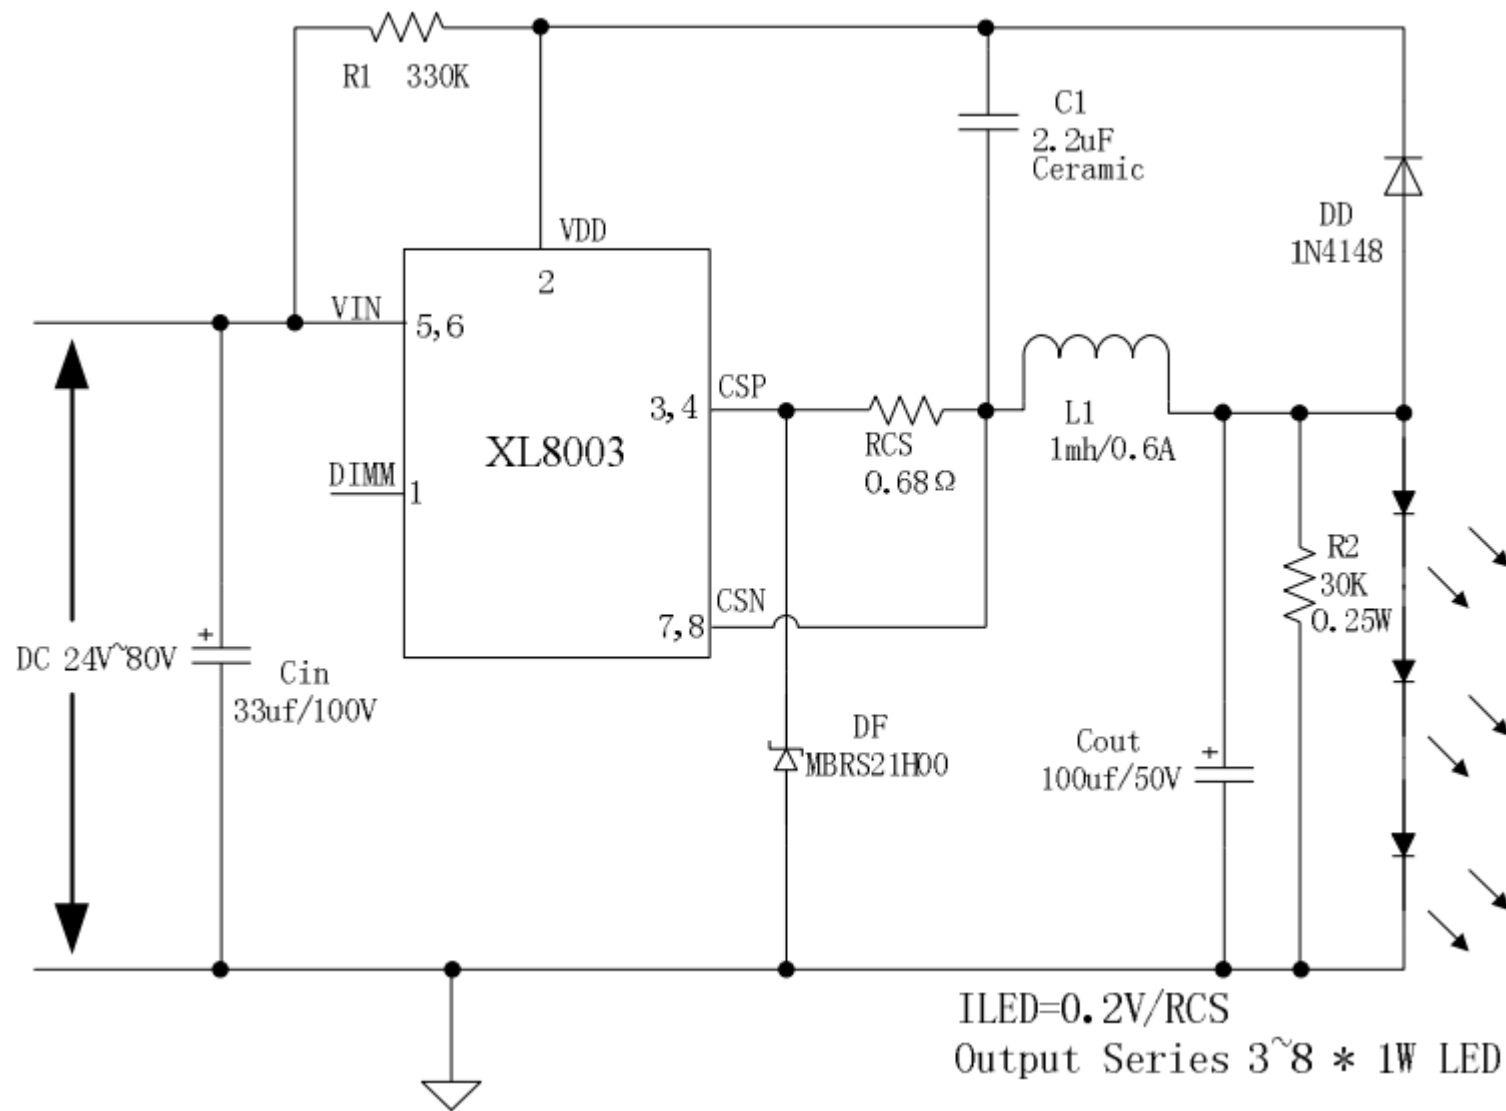 R1 330K
C1
2.2uF
Ceramic
DD
1N4148
VDD
2
VIN
5,6
CSP
3,4
XL8003
RCS
0.68Ω
L1
1mh/0.6A
DIMM
1
CSN
7,8
R2
30K
0.25W
DC 24V~80V
+
Cin
33uf/100V
DF
MBRS21H00
+
Cout
100uf/50V
ILED=0.2V/RCS
Output Series 3~8 * 1W LED